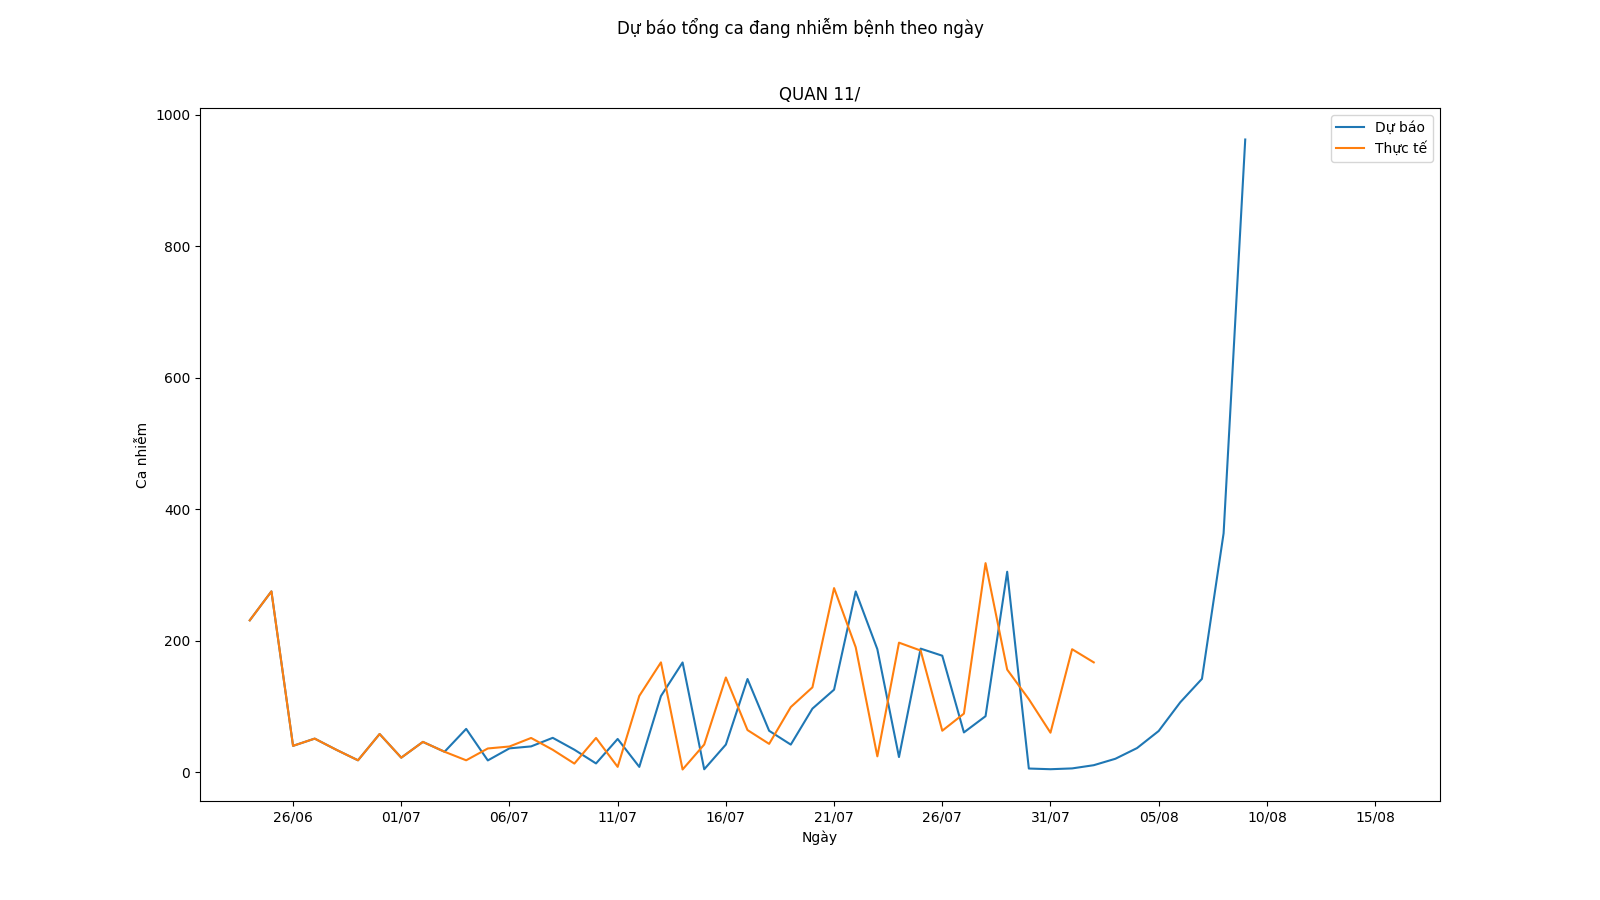 Dự báo tổng ca đang nhiễm bệnh theo ngày
QUAN 11/
1000
800
600
400
200
0
Ca nhiễm
Dự báo
Thực tế
26/06
01/07
06/07
11/07
16/07
21/07
26/07
31/07
05/08
10/08
15/08
Ngày